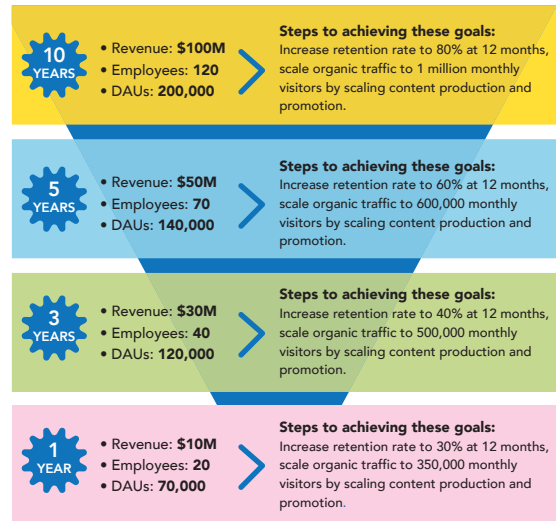 10
YEARS
• Revenue: $100M
• Employees: 120
• DAUs: 200,000
Steps to achieving these goals:
Increase retention rate to 80% at 12 months,
scale organic traffic to 1 million monthly
visitors by scaling content production and
promotion.
5
YEARS
• Revenue: $50M
• Employees: 70
• DAUs: 140,000
Steps to achieving these goals:
Increase retention rate to 60% at 12 months,
scale organic traffic to 600,000 monthly
visitors by scaling content production and
promotion.
3
YEARS
• Revenue: $30M
• Employees: 40
• DAUs: 120,000
Steps to achieving these goals:
Increase retention rate to 40% at 12 months,
scale organic traffic to 500,000 monthly
visitors by scaling content production and
promotion.
1
YEAR
• Revenue: $10M
• Employees: 20
• DAUs: 70,000
Steps to achieving these goals:
Increase retention rate to 30% at 12 months,
scale organic traffic to 350,000 monthly
visitors by scaling content production and
promotion.